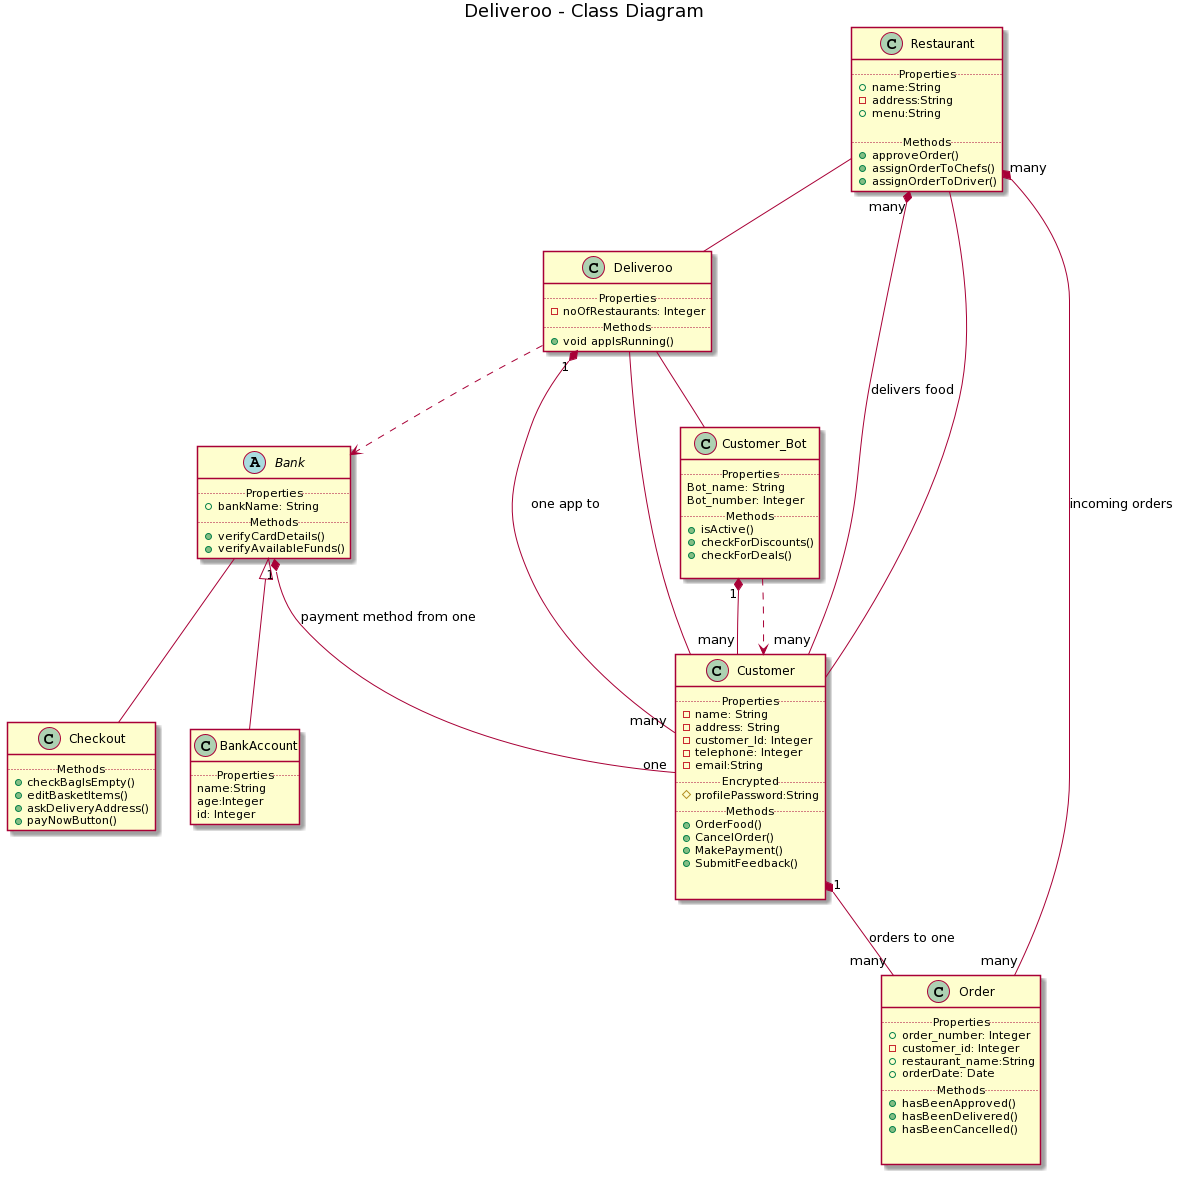 Deliveroo - Class Diagram
C Restaurant
Properties
name:String
address:String
menu:String
Methods
approveOrder()
assignOrderToChefs()
assignOrderToDriver()
many
many
C Deliveroo
Properties
noOfRestaurants: Integer
Methods
void appIsRunning()
1
delivers food
C Customer_Bot
Properties
Bot_name: String
Bot_number: Integer
Methods
isActive()
checkForDiscounts()
checkForDeals()
A Bank
Properties
bankName: String
Methods
verifyCardDetails()
verifyAvailableFunds()
one app to
incoming orders
1
1
payment method from one
many
many
C Customer
Properties
name: String
address: String
customer_Id: Integer
telephone: Integer
email:String
Encrypted
profilePassword:String
Methods
OrderFood()
CancelOrder()
MakePayment()
SubmitFeedback()
many
one
C Checkout
Methods
checkBagIsEmpty()
editBasketItems()
askDeliveryAddress()
payNowButton()
C BankAccount
Properties
name:String
age:Integer
id: Integer
1
orders to one
many
many
C Order
Properties
order_number: Integer
customer_id: Integer
restaurant_name:String
orderDate: Date
Methods
hasBeenApproved()
hasBeenDelivered()
hasBeenCancelled()